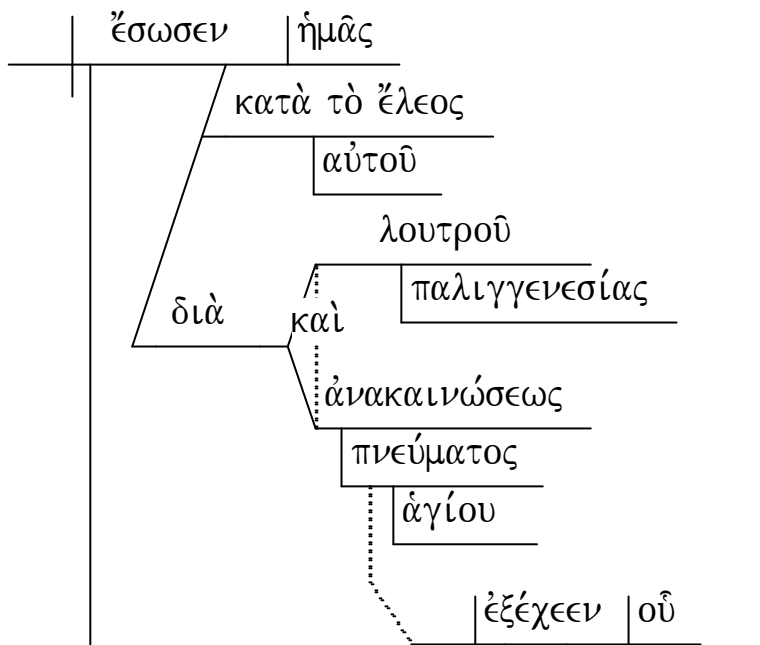 ἔσωσεν ἡμᾶς
κατὰ τὸ ἔλεος
αὐτοῦ
λουτροῦ
παλιγγενεσίας
διὰ
καὶ
ἀνακαινώσεως
πνεύματος
ἁγίου
ἐξέχεεν οὗ